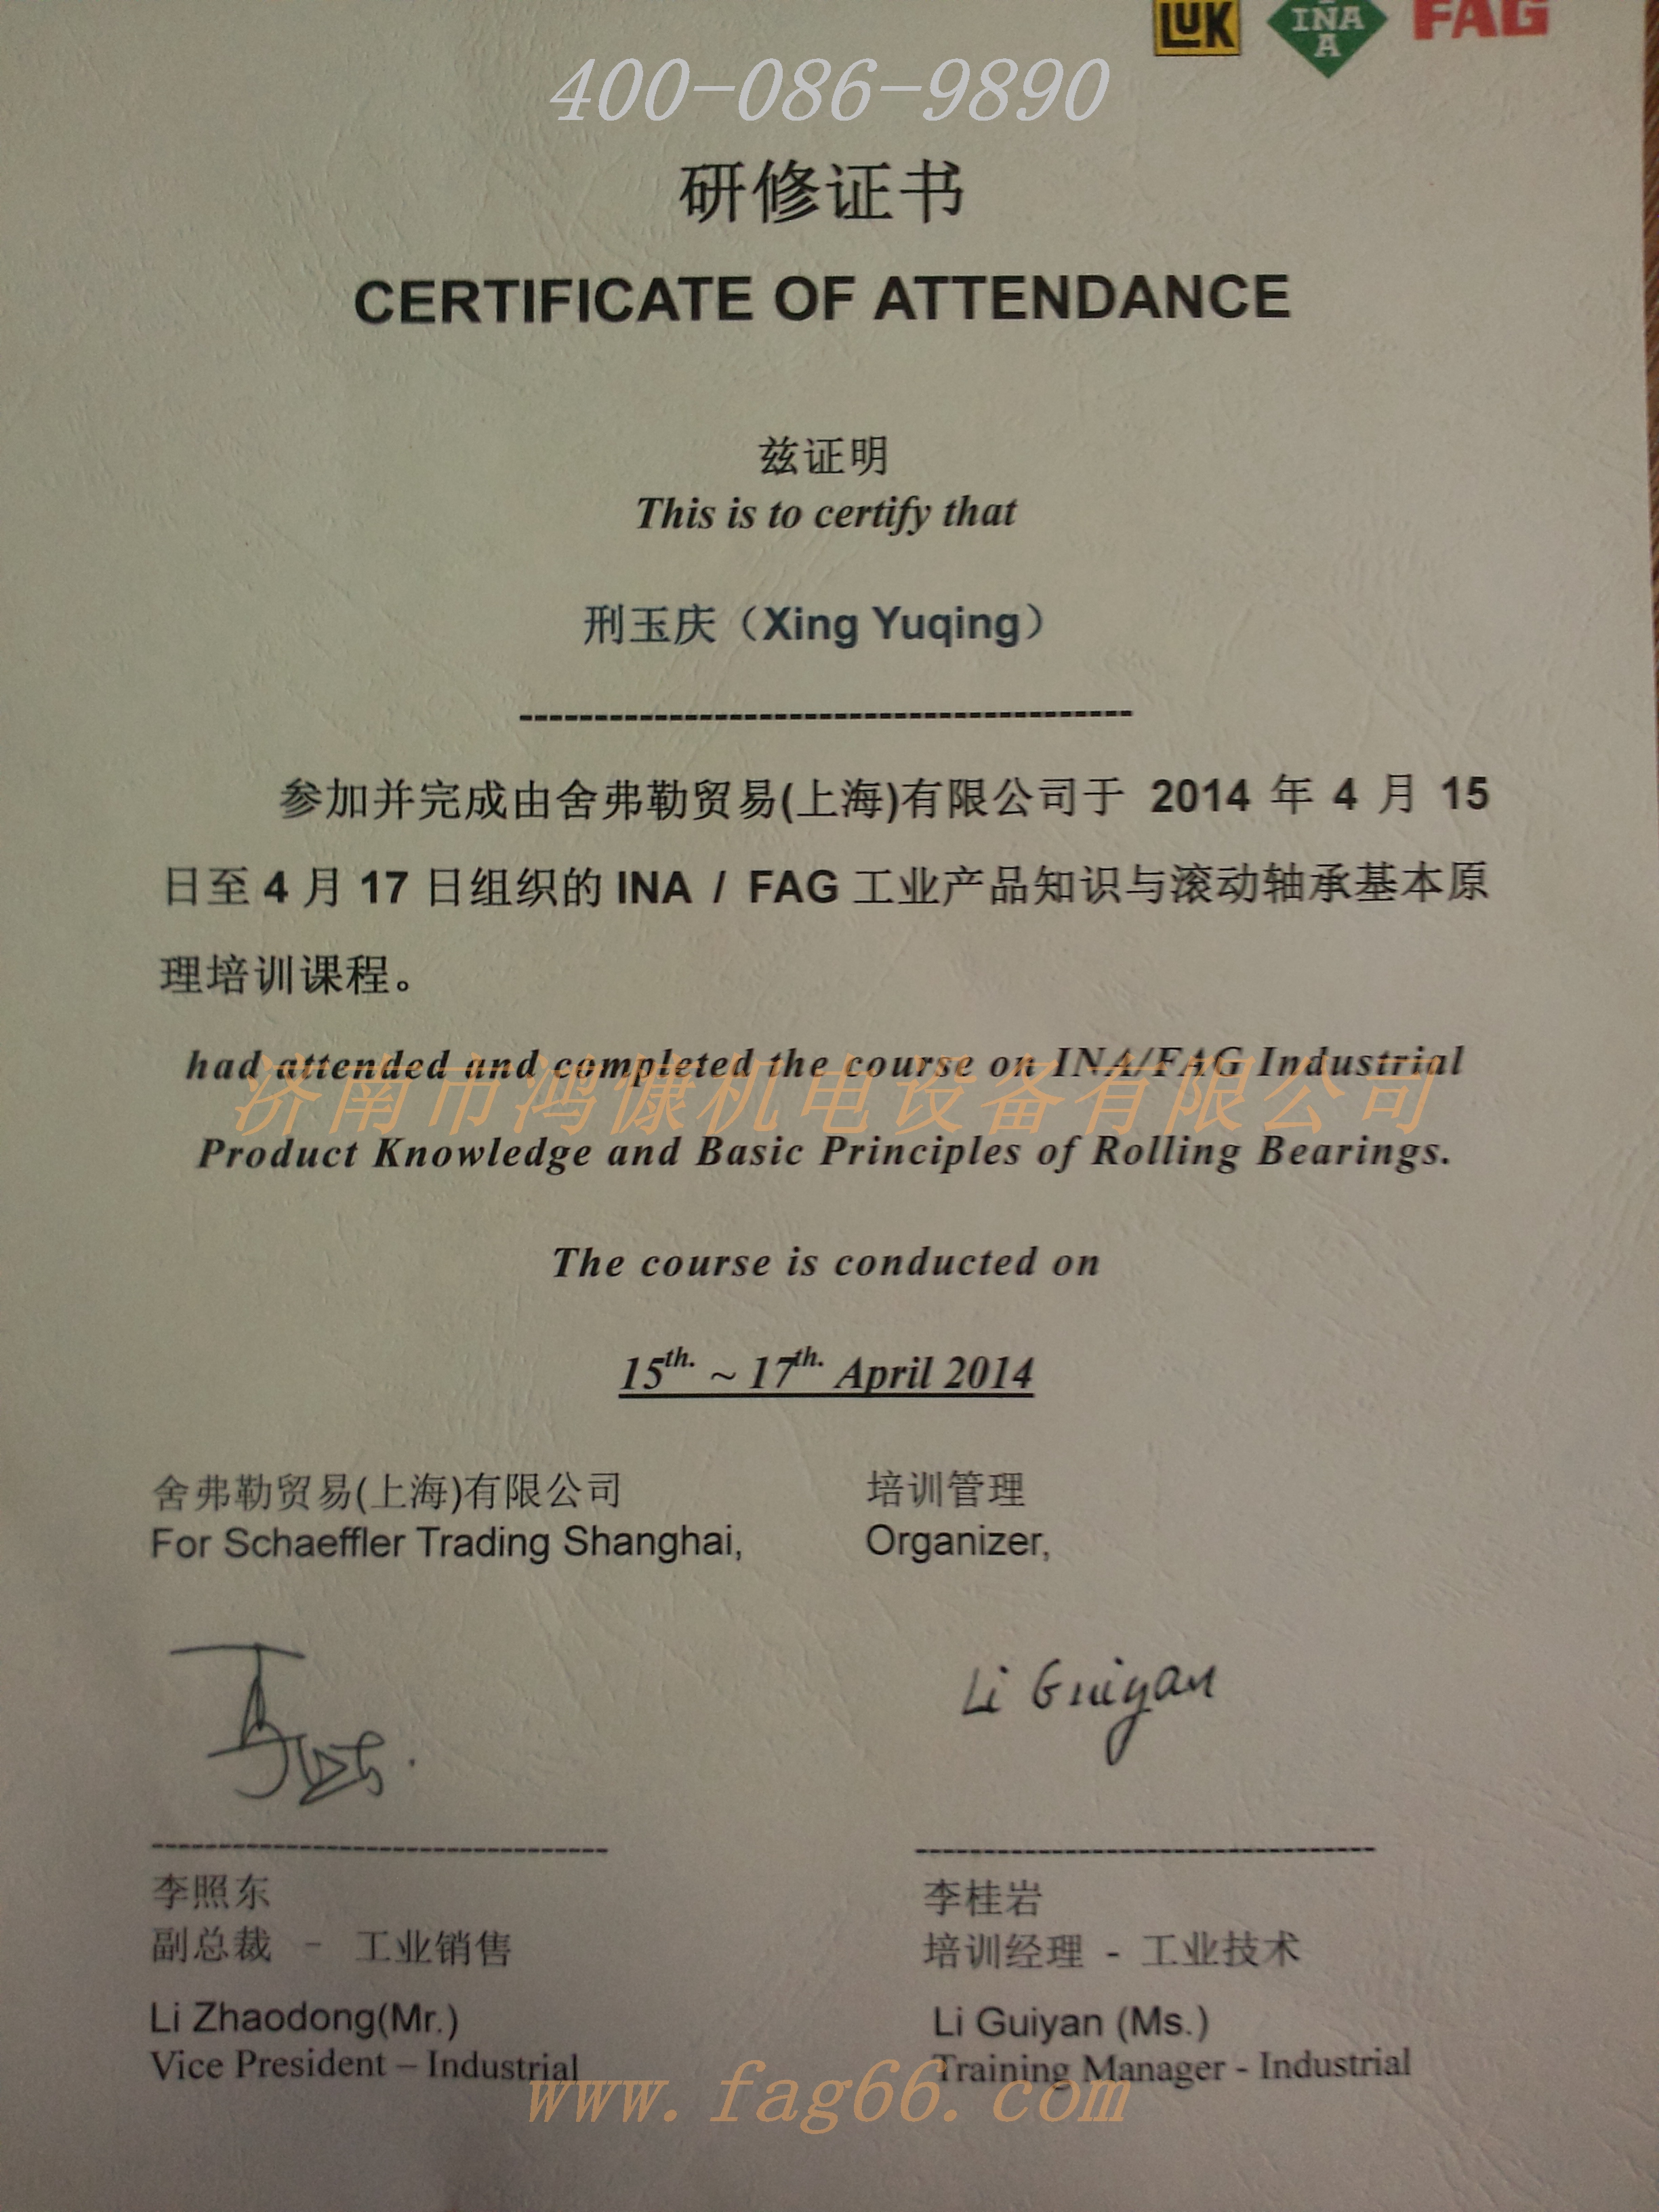 LuK INA FAG
400-086-9890
研修证书
CERTIFICATE OF ATTENDANCE
兹证明
This is to certify that
刑玉庆（Xing Yuqing）
参加并完成由舍弗勒贸易(上海)有限公司于 2014 年 4 月 15
日至 4 月 17 日组织的 INA / FAG 工业产品知识与滚动轴承基本原
理培训课程。
had attended and completed the course on INA/FAG Industrial
济南市鸿慷机电设备有限公司
Product Knowledge and Basic Principles of Rolling Bearings.
The course is conducted on
15th. ~ 17th. April 2014
舍弗勒贸易(上海)有限公司
For Schaeffler Trading Shanghai,
培训管理
Organizer,
Li Guiyan
李照东
副总裁 - 工业销售
Li Zhaodong(Mr.)
Vice President – Industrial
李桂岩
培训经理 - 工业技术
Li Guiyan (Ms.)
Training Manager - Industrial
www.fag66.com